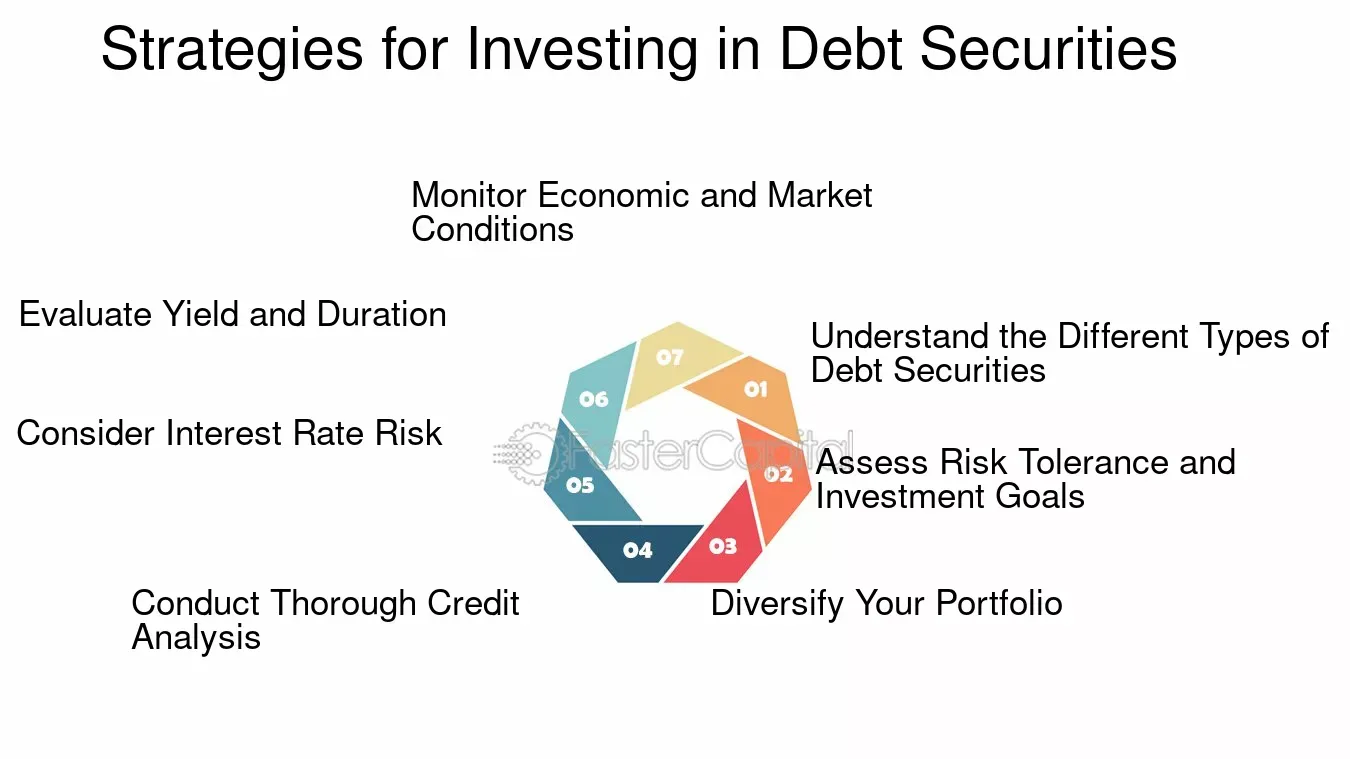 Strategies for Investing in Debt Securities
Monitor Economic and Market
Conditions
Evaluate Yield and Duration
Understand the Different Types of
Debt Securities
07
01
06
Consider Interest Rate Risk
FasterCapital
Assess Risk Tolerance and
Investment Goals
02
05
04
03
Conduct Thorough Credit
Analysis
Diversify Your Portfolio